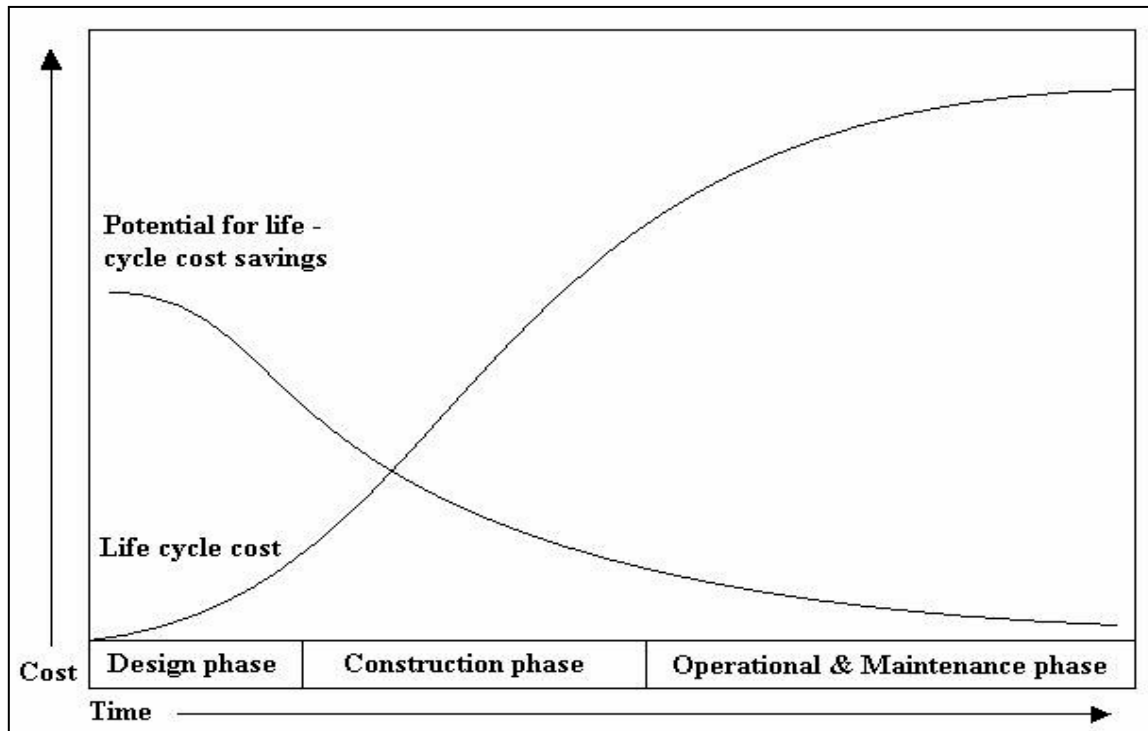 Potential for life -
cycle cost savings
Life cycle cost
Cost
Design phase
Construction phase
Operational & Maintenance phase
Time